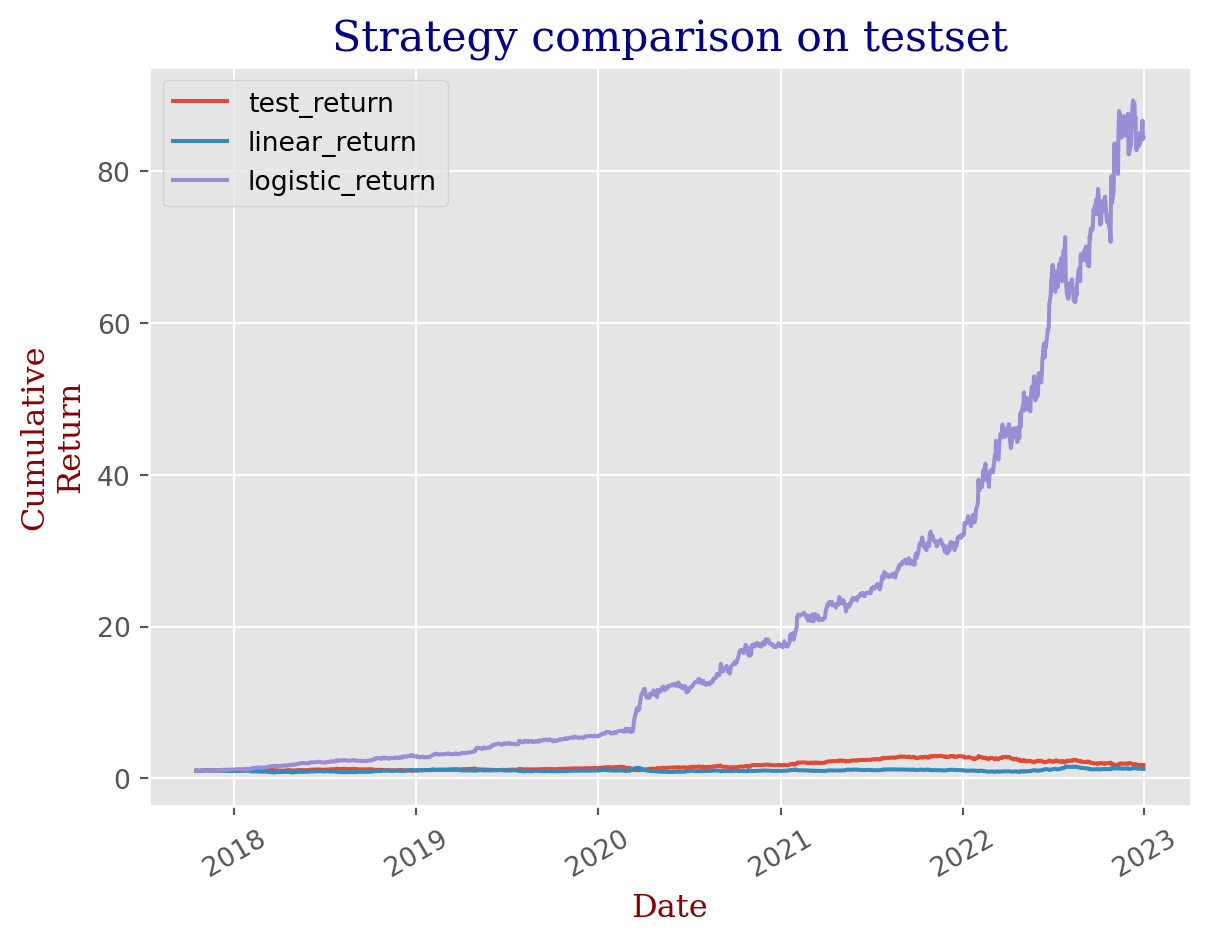 Strategy comparison on testset
test_return
linear_return
logistic_return
80
60
40
20
0
Cumulative
Return
2018
2019
2020
2021
2022
2023
Date